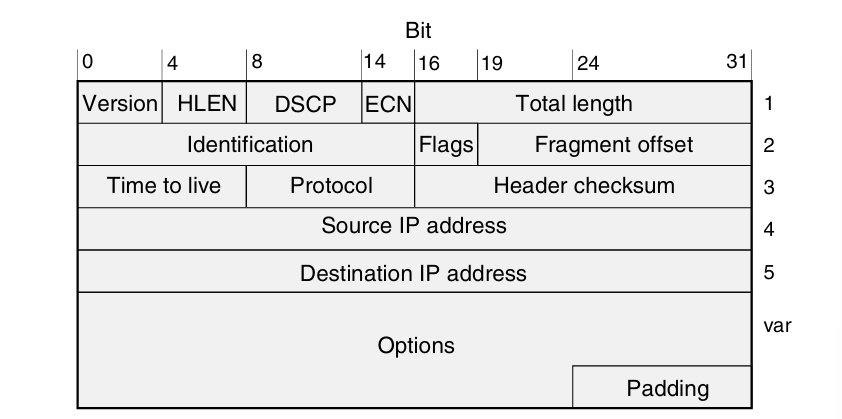 Bit
0 4 8 14 16 19 24 31
Version HLEN DSCP ECN Total length 1
Identification Flags Fragment offset 2
Time to live Protocol Header checksum 3
Source IP address 4
Destination IP address 5
var
Options
Padding